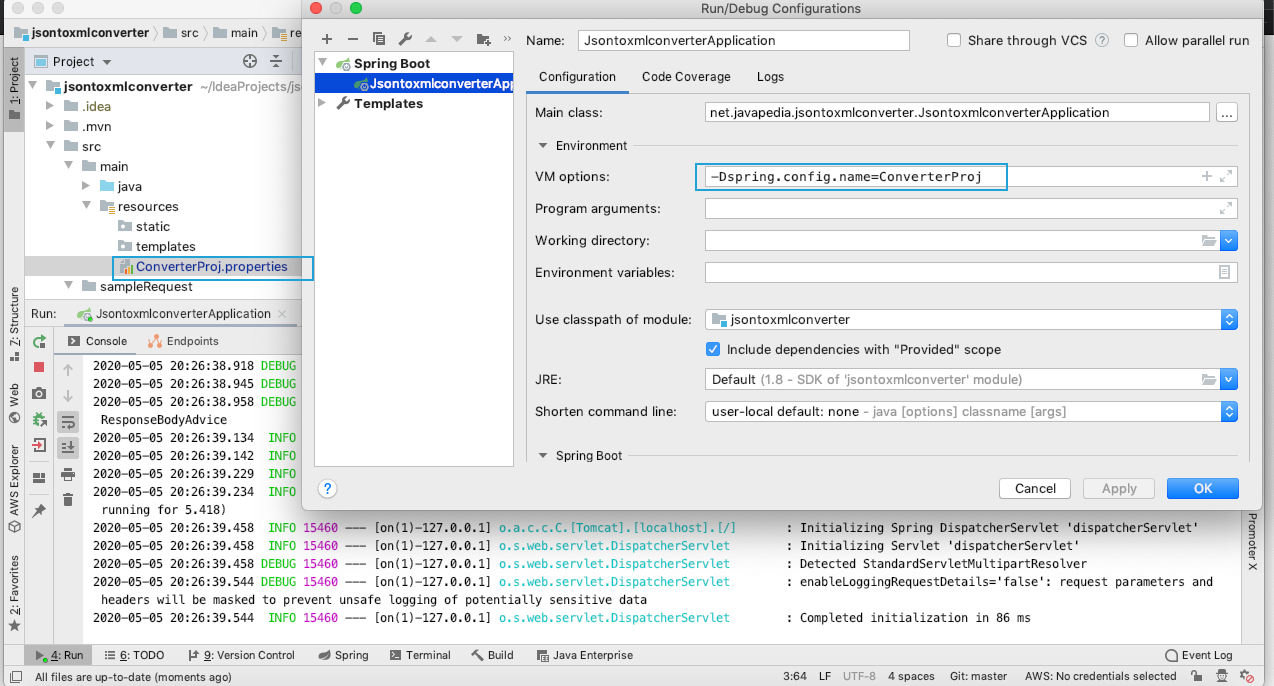 Run/Debug Configurations
jsontoxmlconverter
src
main
re
Project
jsontoxmlconverter ~/IdeaProjects/jso
.idea
.mvn
src
main
java
resources
static
templates
ConverterProj.properties
sampleRequest
1: Project
Z: Structure
Web
AWS Explorer
2: Favorites
Spring Boot
JsontoxmlconverterApp
Templates
?
Name: JsontoxmlconverterApplication
Share through VCS ?
Allow parallel run
Configuration Code Coverage Logs
Main class: net.javapedia.jsontoxmlconverter.JsontoxmlconverterApplication ...
Environment
VM options: -Dspring.config.name=ConverterProj
Program arguments:
Working directory:
Environment variables:
Use classpath of module: jsontoxmlconverter
Include dependencies with "Provided" scope
JRE: Default (1.8 - SDK of 'jsontoxmlconverter' module)
Shorten command line: user-local default: none - java [options] classname [args]
Spring Boot
Cancel Apply OK
Run: JsontoxmlconverterApplication
Console Endpoints
2020-05-05 20:26:38.918 DEBUG
2020-05-05 20:26:38.945 DEBUG
2020-05-05 20:26:38.958 DEBUG
ResponseBodyAdvice
2020-05-05 20:26:39.134 INFO
2020-05-05 20:26:39.142 INFO
2020-05-05 20:26:39.229 INFO
2020-05-05 20:26:39.234 INFO
running for 5.418)
2020-05-05 20:26:39.458 INFO 15460 --- [on(1)-127.0.0.1] o.a.c.c.C.[Tomcat].[localhost].[/] : Initializing Spring DispatcherServlet 'dispatcherServlet'
2020-05-05 20:26:39.458 INFO 15460 --- [on(1)-127.0.0.1] o.s.web.servlet.DispatcherServlet : Initializing Servlet 'dispatcherServlet'
2020-05-05 20:26:39.458 DEBUG 15460 --- [on(1)-127.0.0.1] o.s.web.servlet.DispatcherServlet : Detected StandardServletMultipartResolver
2020-05-05 20:26:39.544 DEBUG 15460 --- [on(1)-127.0.0.1] o.s.web.servlet.DispatcherServlet : enableLoggingRequestDetails='false': request parameters and
headers will be masked to prevent unsafe logging of potentially sensitive data
2020-05-05 20:26:39.544 INFO 15460 --- [on(1)-127.0.0.1] o.s.web.servlet.DispatcherServlet : Completed initialization in 86 ms
Promoter X
4: Run 6: TODO 9: Version Control Spring Terminal Build Java Enterprise Event Log
All files are up-to-date (moments ago) 3:64 LF UTF-8 4 spaces Git: master AWS: No credentials selected